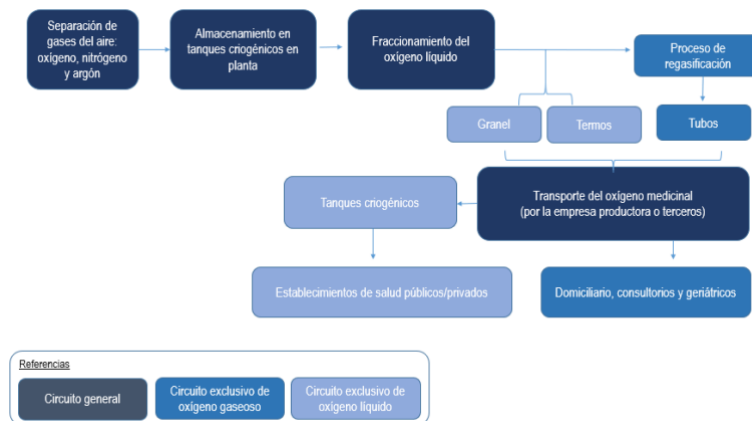 Separación de
gases del aire:
oxígeno, nitrógeno
y argón
Almacenamiento en
tanques criogénicos en
planta
Fraccionamiento del
oxígeno líquido
Proceso de
regasificación
Granel
Termos
Tubos
Tanques criogénicos
Transporte del oxígeno medicinal
(por la empresa productora o terceros)
Establecimientos de salud públicos/privados
Domiciliario, consultorios y geriátricos
Referencias
Circuito general
Circuito exclusivo de
oxígeno gaseoso
Circuito exclusivo de
oxígeno líquido